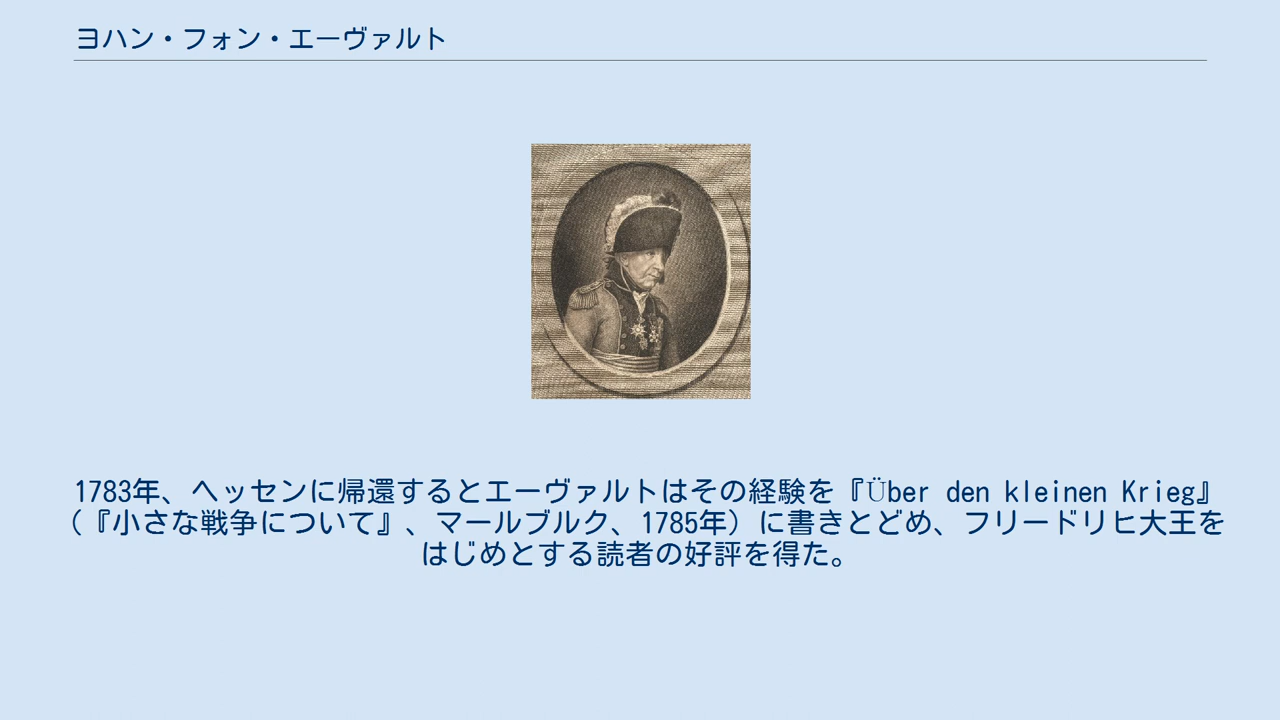 ヨハン・フォン・エーヴァルト
1783年、ヘッセンに帰還するとエーヴァルトはその経験を『Über den kleinen Krieg』
（『小さな戦争について』、マールブルク、1785年）に書きとどめ、フリードリヒ大王を
はじめとする読者の好評を得た。